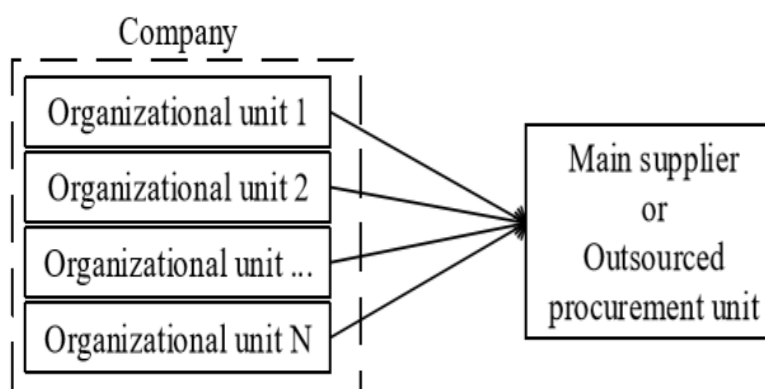 Company
Organizational unit 1
Organizational unit 2
Organizational unit ...
Organizational unit N
Main supplier
or
Outsourced
procurement unit